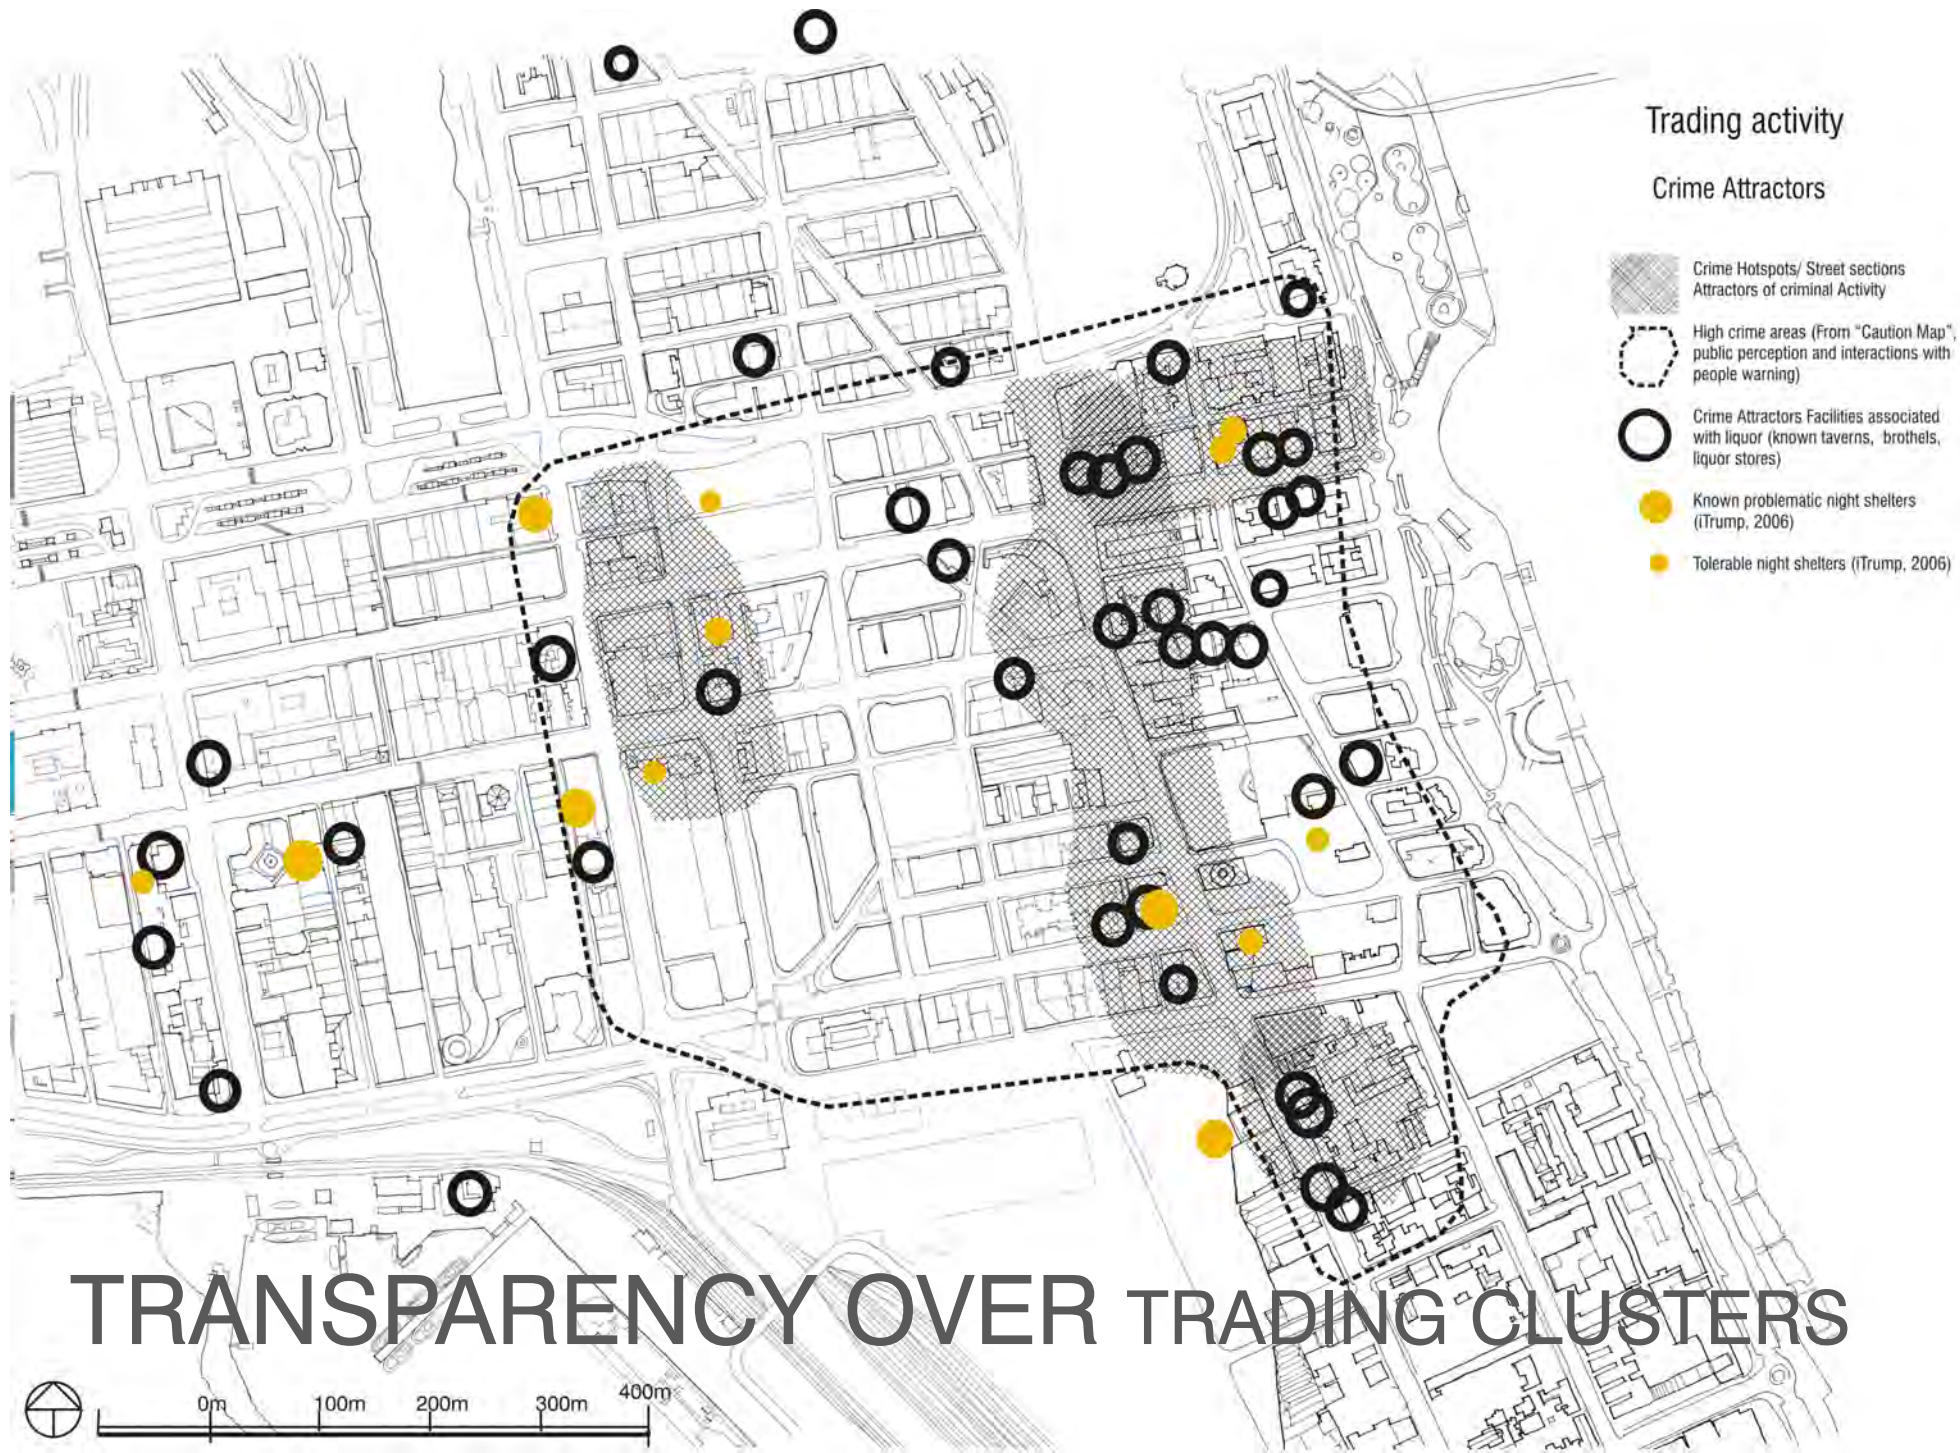 Trading activity
Crime Attractors
Crime Hotspots/ Street sections
Attractors of criminal Activity
High crime areas (From “Caution Map”,
public perception and interactions with
people warning)
Crime Attractors Facilities associated
with liquor (known taverns, brothels,
liquor stores)
Known problematic night shelters
(iTrump, 2006)
Tolerable night shelters (iTrump, 2006)
TRANSPARENCY OVER TRADING CLUSTERS
0m 100m 200m 300m 400m